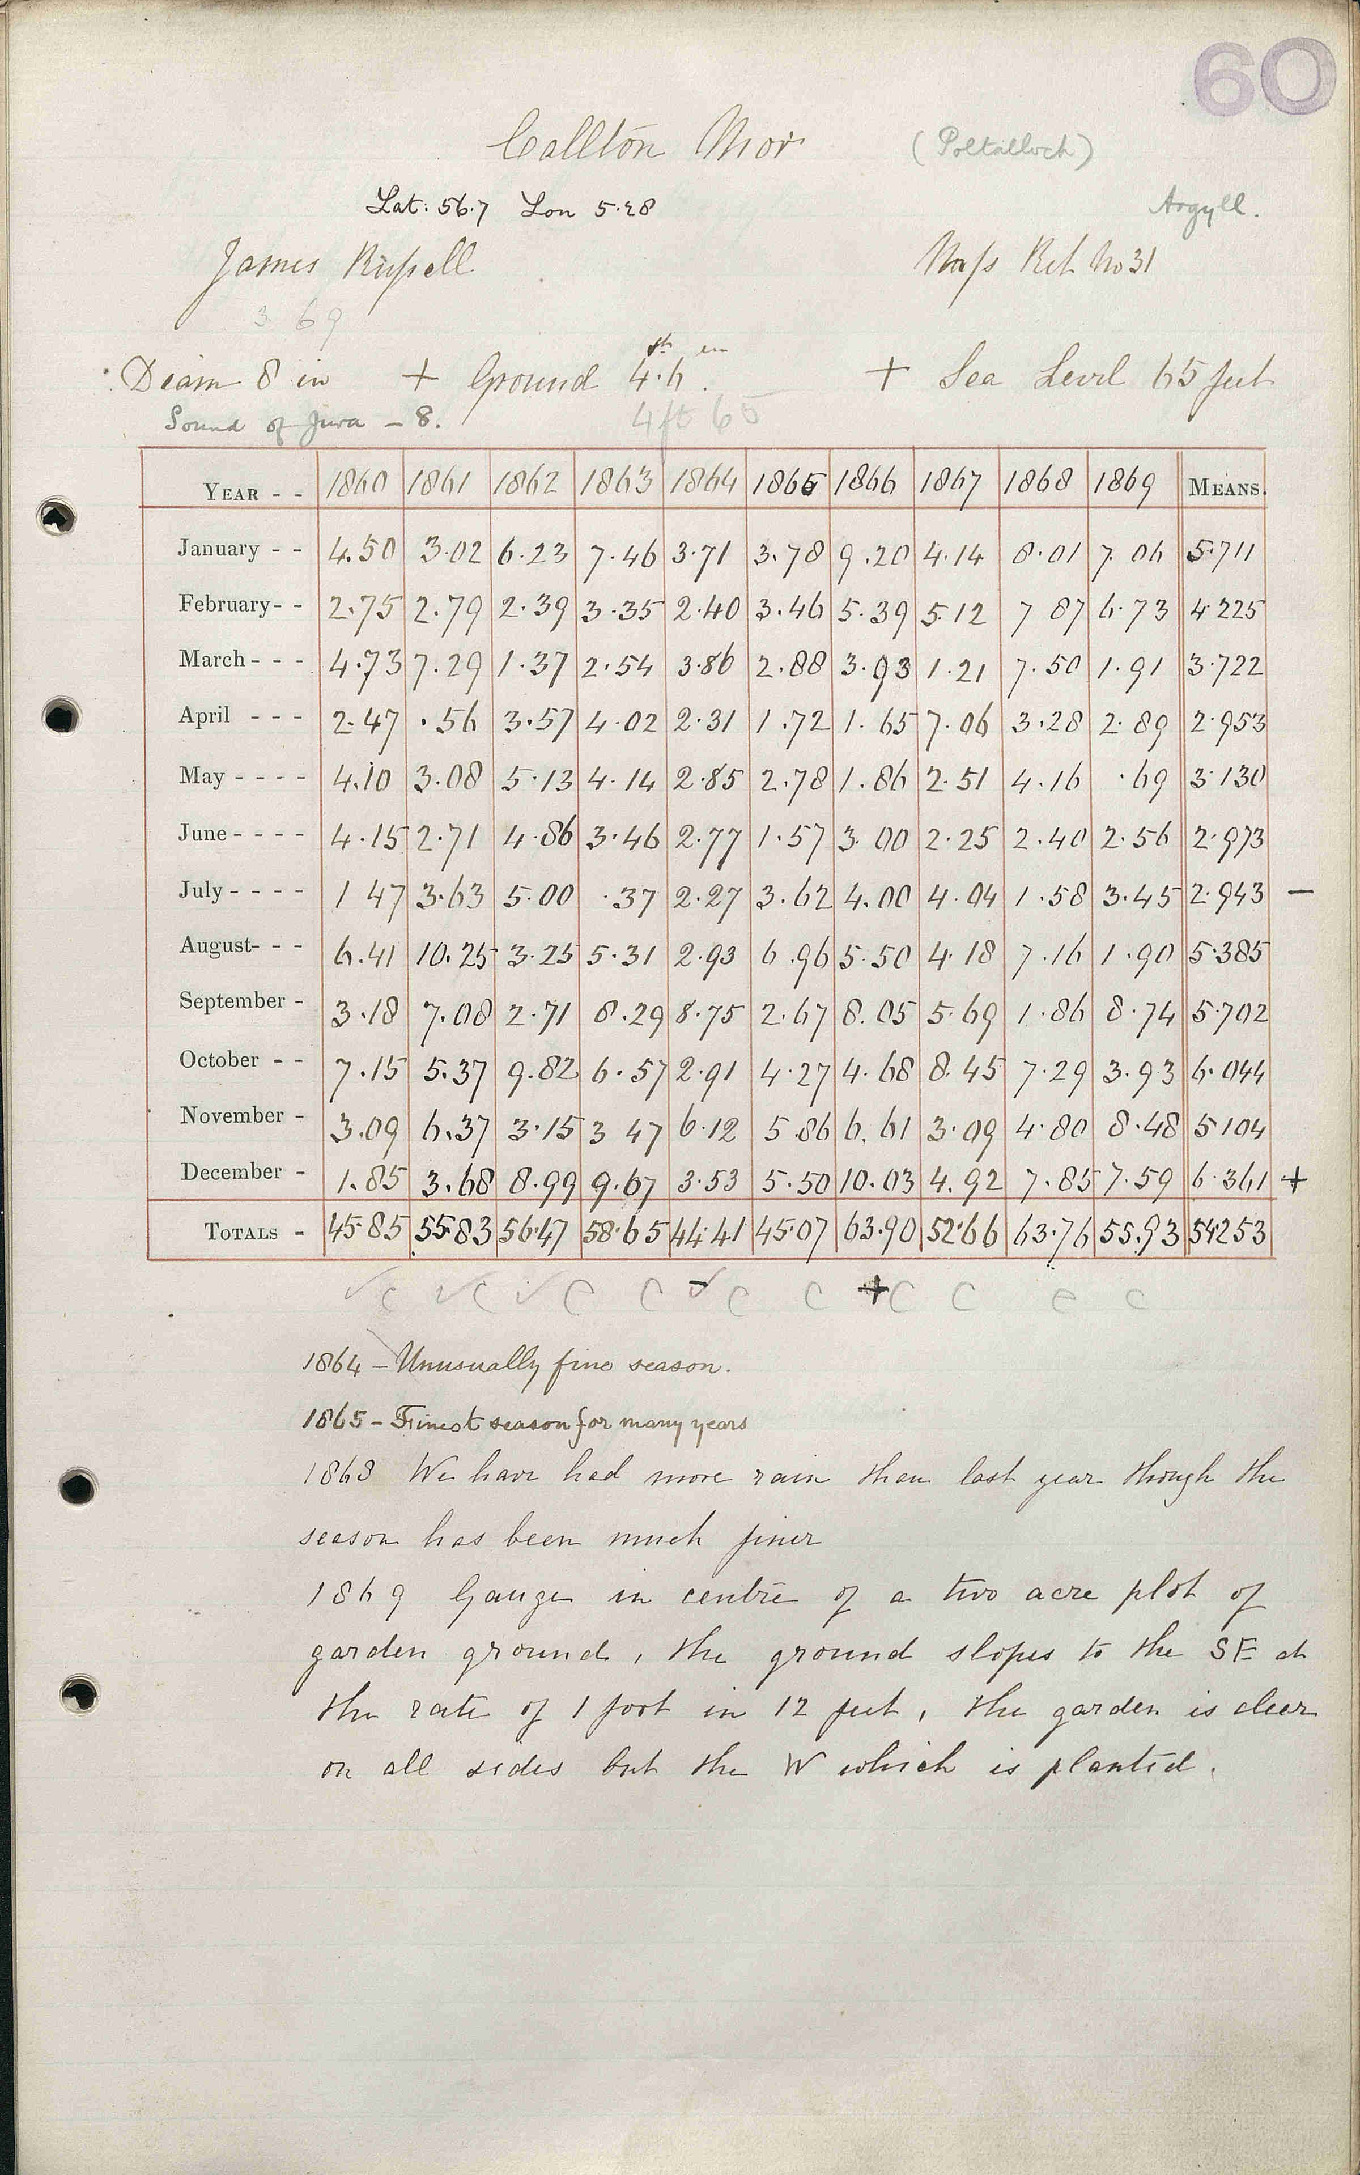 60
Callton Mor (Poltalloch)
Lat: 56.7 Lon 5.28 Argyll.
James Russell Map Ret No 31
3 69
Diam 8 in + Ground 4 ft 6 in. + Sea Level 65 feet
Sound of Jura - 8. 4ft 6
YEAR - - 1860 1861 1862 1863 1864 1865 1866 1867 1868 1869 MEANS.
January - - 4.50 3.02 6.23 7.46 3.71 3.78 9.20 4.14 8.01 7.06 5.711
February- - 2.75 2.79 2.39 3.35 2.40 3.46 5.39 5.12 7 87 6.73 4.225
March - - - 4.73 7.29 1.37 2.54 3.86 2.88 3.93 1.21 7.50 1.91 3.722
April - - - 2.47 .56 3.57 4.02 2.31 1.72 1.65 7.06 3.28 2.89 2.953
May - - - - 4.10 3.08 5.13 4.14 2.85 2.78 1.86 2.51 4.16 .69 3.130
June - - - - 4.15 2.71 4.86 3.46 2.77 1.57 3.00 2.25 2.40 2.56 2.973
July - - - - 1 47 3.63 5.00 .37 2.27 3.62 4.00 4.04 1.58 3.45 2.943 —
August- - - 6.41 10.25 3.25 5.31 2.93 6.96 5.50 4.18 7.16 1.90 5.385
September - 3.18 7.08 2.71 8.29 8.75 2.67 8.05 5.69 1.86 8.74 5.702
October - - 7.15 5.37 9.82 6.57 2.91 4.27 4.68 8.45 7.29 3.93 6.044
November - 3.09 6.37 3.15 3 47 6.12 5.86 6.61 3.09 4.80 8.48 5.104
December - 1.85 3.68 8.99 9.67 3.53 5.50 10.03 4.92 7.85 7.59 6.361 +
TOTALS - 45.85 55.83 56.47 58.65 44.41 45.07 63.90 52.66 63.76 55.93 54.253
✓c ✓c ✓c c - ✓c c + c c c c
1864 - Unusually fine season.
1865 - Finest season for many years
1868 We have had more rain than last year though the
season has been much finer
1869 Gauge in centre of a two acre plot of
garden ground, the ground slopes to the SE at
the rate of 1 foot in 12 feet, the garden is clear
on all sides but the W which is planted.